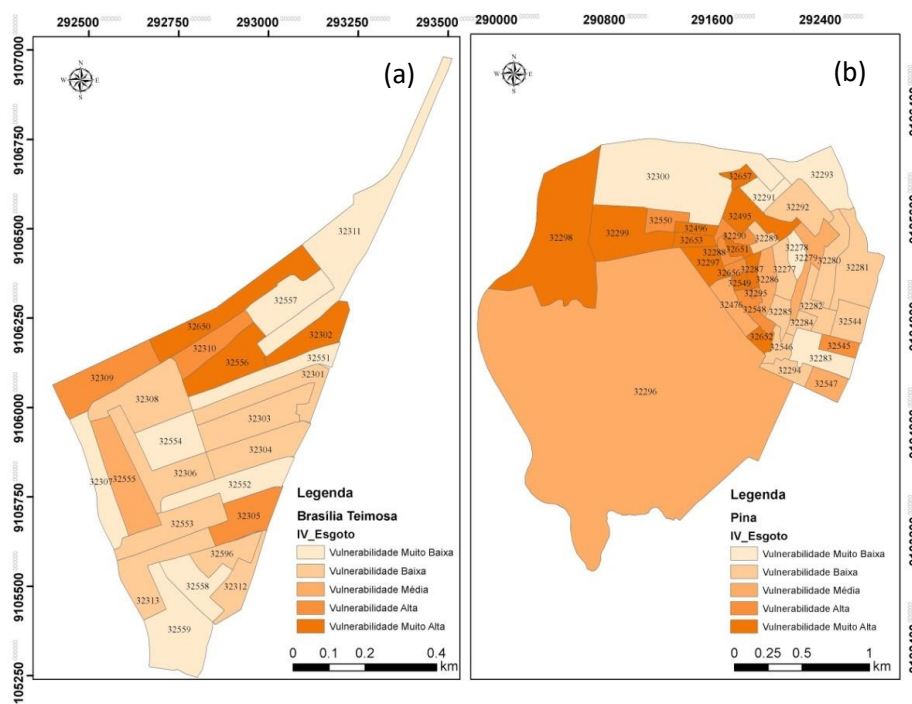 292500 292750 293000 293250 293500
290000 290800 291600 292400
9107000
9106750
9106500
9106250
9106000
9105750
9105500
9105250
(a)
N
W E
S
32311
32557
32650
32302
32310
32556
32551
32309
32301
32308
32303
32554
32304
32306
32307
32555
32552
32305
32553
32596
32558
32312
32313
32559
Legenda
Brasília Teimosa
IV_Esgoto
Vulnerabilidade Muito Baixa
Vulnerabilidade Baixa
Vulnerabilidade Média
Vulnerabilidade Alta
Vulnerabilidade Muito Alta
0 0.1 0.2 0.4
km
(b)
N
W E
S
32657
32293
32300
32291
32292
32550
32495
32496
32290
32289
32298
32299
32653
32651
32278
32288
32279
32280
32297
32281
32656
32287
32277
32549
32286
32295
32476
32548
32285
32282
32284
32544
32652
32546
32545
32283
32294
32547
32296
Legenda
Pina
IV_Esgoto
Vulnerabilidade Muito Baixa
Vulnerabilidade Baixa
Vulnerabilidade Média
Vulnerabilidade Alta
Vulnerabilidade Muito Alta
0 0.25 0.5 1
km